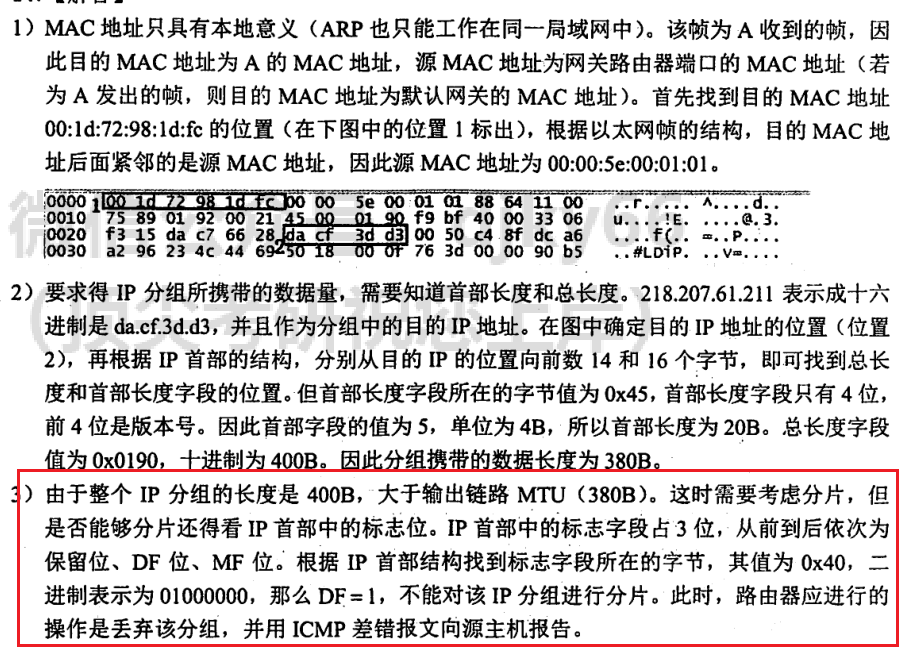 1）MAC 地址只具有本地意义（ARP 也只能工作在同一局域网中）。该帧为 A 收到的帧，因
此目的 MAC 地址为 A 的 MAC 地址，源 MAC 地址为网关路由器端口的 MAC 地址（若
为 A 发出的帧，则目的 MAC 地址为默认网关的 MAC 地址）。首先找到目的 MAC 地址
00:1d:72:98:1d:fc 的位置（在下图中的位置 1 标出），根据以太网帧的结构，目的 MAC 地
址后面紧邻的是源 MAC 地址，因此源 MAC 地址为 00:00:5e:00:01:01。
0000 1 00 1d 72 98 1d fc 00 00 5e 00 01 01 88 64 11 00 ..r..... ^....d..
0010 75 89 01 92 00 21 45 00 01 90 f9 bf 40 00 33 06 u....!E. ....@.3.
0020 f3 15 da c7 66 28 da cf 3d d3 00 50 c4 8f dc a6 ....f(.. =..P....
0030 a2 96 23 4c 44 69 2 50 18 00 0f 76 3d 00 00 90 b5 ..#LDiP. ..v=....
2）要求得 IP 分组所携带的数据量，需要知道首部长度和总长度。218.207.61.211 表示成十六
进制是 da.cf.3d.d3，并且作为分组中的目的 IP 地址。在图中确定目的 IP 地址的位置（位置
2），再根据 IP 首部的结构，分别从目的 IP 的位置向前数 14 和 16 个字节，即可找到总长
度和首部长度字段的位置。但首部长度字段所在的字节值为 0x45，首部长度字段只有 4 位，
前 4 位是版本号。因此首部字段的值为 5，单位为 4B，所以首部长度为 20B。总长度字段
值为 0x0190，十进制为 400B。因此分组携带的数据长度为 380B。
3）由于整个 IP 分组的长度是 400B，大于输出链路 MTU（380B）。这时需要考虑分片，但
是否能够分片还得看 IP 首部中的标志位。IP 首部中的标志字段占 3 位，从前到后依次为
保留位、DF 位、MF 位。根据 IP 首部结构找到标志字段所在的字节，其值为 0x40，二
进制表示为 01000000，那么 DF = 1，不能对该 IP 分组进行分片。此时，路由器应进行的
操作是丢弃该分组，并用 ICMP 差错报文向源主机报告。